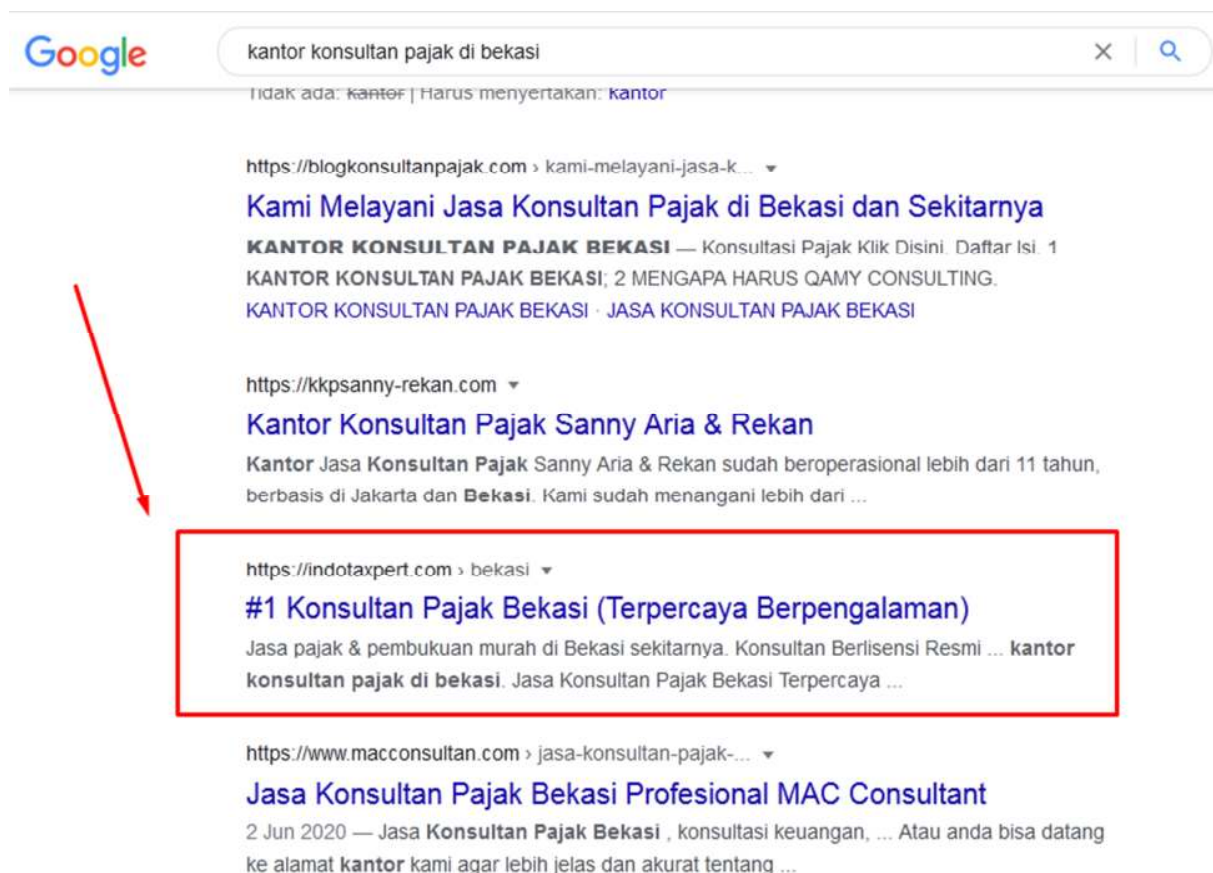 Google
kantor konsultan pajak di bekasi
Tidak ada: kantor | Harus menyertakan: kantor
https://blogkonsultanpajak.com › kami-melayani-jasa-k...
Kami Melayani Jasa Konsultan Pajak di Bekasi dan Sekitarnya
KANTOR KONSULTAN PAJAK BEKASI — Konsultasi Pajak Klik Disini. Daftar Isi. 1
KANTOR KONSULTAN PAJAK BEKASI; 2 MENGAPA HARUS QAMY CONSULTING.
KANTOR KONSULTAN PAJAK BEKASI · JASA KONSULTAN PAJAK BEKASI
https://kkpsanny-rekan.com
Kantor Konsultan Pajak Sanny Aria & Rekan
Kantor Jasa Konsultan Pajak Sanny Aria & Rekan sudah beroperasional lebih dari 11 tahun,
berbasis di Jakarta dan Bekasi. Kami sudah menangani lebih dari ...
https://indotaxpert.com › bekasi
#1 Konsultan Pajak Bekasi (Terpercaya Berpengalaman)
Jasa pajak & pembukuan murah di Bekasi sekitarnya. Konsultan Berlisensi Resmi ... kantor
konsultan pajak di bekasi. Jasa Konsultan Pajak Bekasi Terpercaya ...
https://www.macconsultan.com › jasa-konsultan-pajak-...
Jasa Konsultan Pajak Bekasi Profesional MAC Consultant
2 Jun 2020 — Jasa Konsultan Pajak Bekasi , konsultasi keuangan, ... Atau anda bisa datang
ke alamat kantor kami agar lebih jelas dan akurat tentang ...